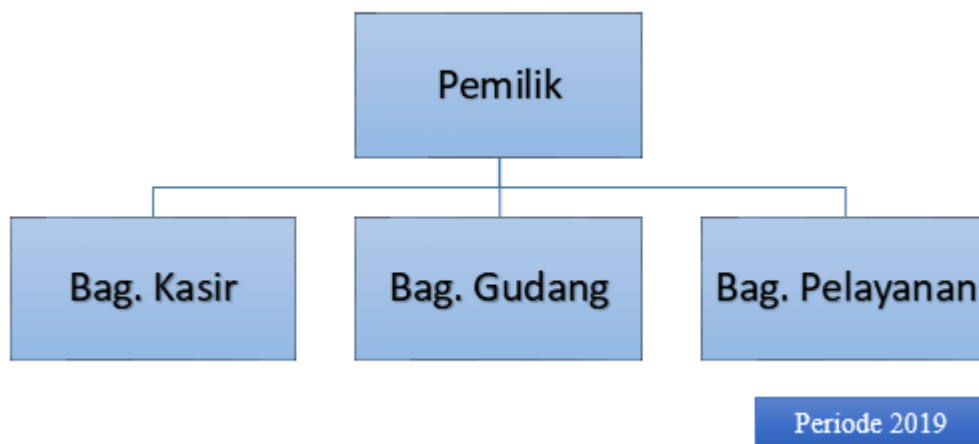 Pemilik
Bag. Kasir
Bag. Gudang
Bag. Pelayanan
Periode 2019